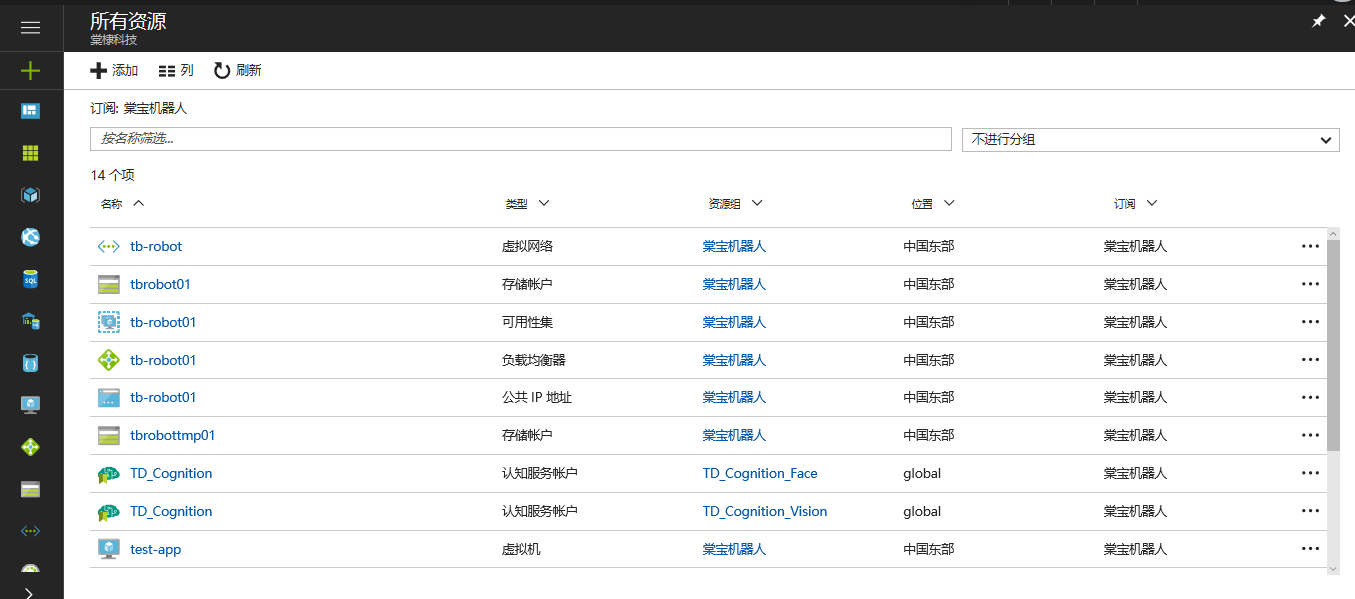 所有资源
棠棣科技
添加 列 刷新
订阅: 棠宝机器人
按名称筛选... 不进行分组
14 个项
名称 类型 资源组 位置 订阅
tb-robot 虚拟网络 棠宝机器人 中国东部 棠宝机器人 •••
tbrobot01 存储帐户 棠宝机器人 中国东部 棠宝机器人 •••
tb-robot01 可用性集 棠宝机器人 中国东部 棠宝机器人 •••
tb-robot01 负载均衡器 棠宝机器人 中国东部 棠宝机器人 •••
tb-robot01 公共 IP 地址 棠宝机器人 中国东部 棠宝机器人 •••
tbrobottmp01 存储帐户 棠宝机器人 中国东部 棠宝机器人 •••
TD_Cognition 认知服务帐户 TD_Cognition_Face global 棠宝机器人 •••
TD_Cognition 认知服务帐户 TD_Cognition_Vision global 棠宝机器人 •••
test-app 虚拟机 棠宝机器人 中国东部 棠宝机器人 •••
SQL